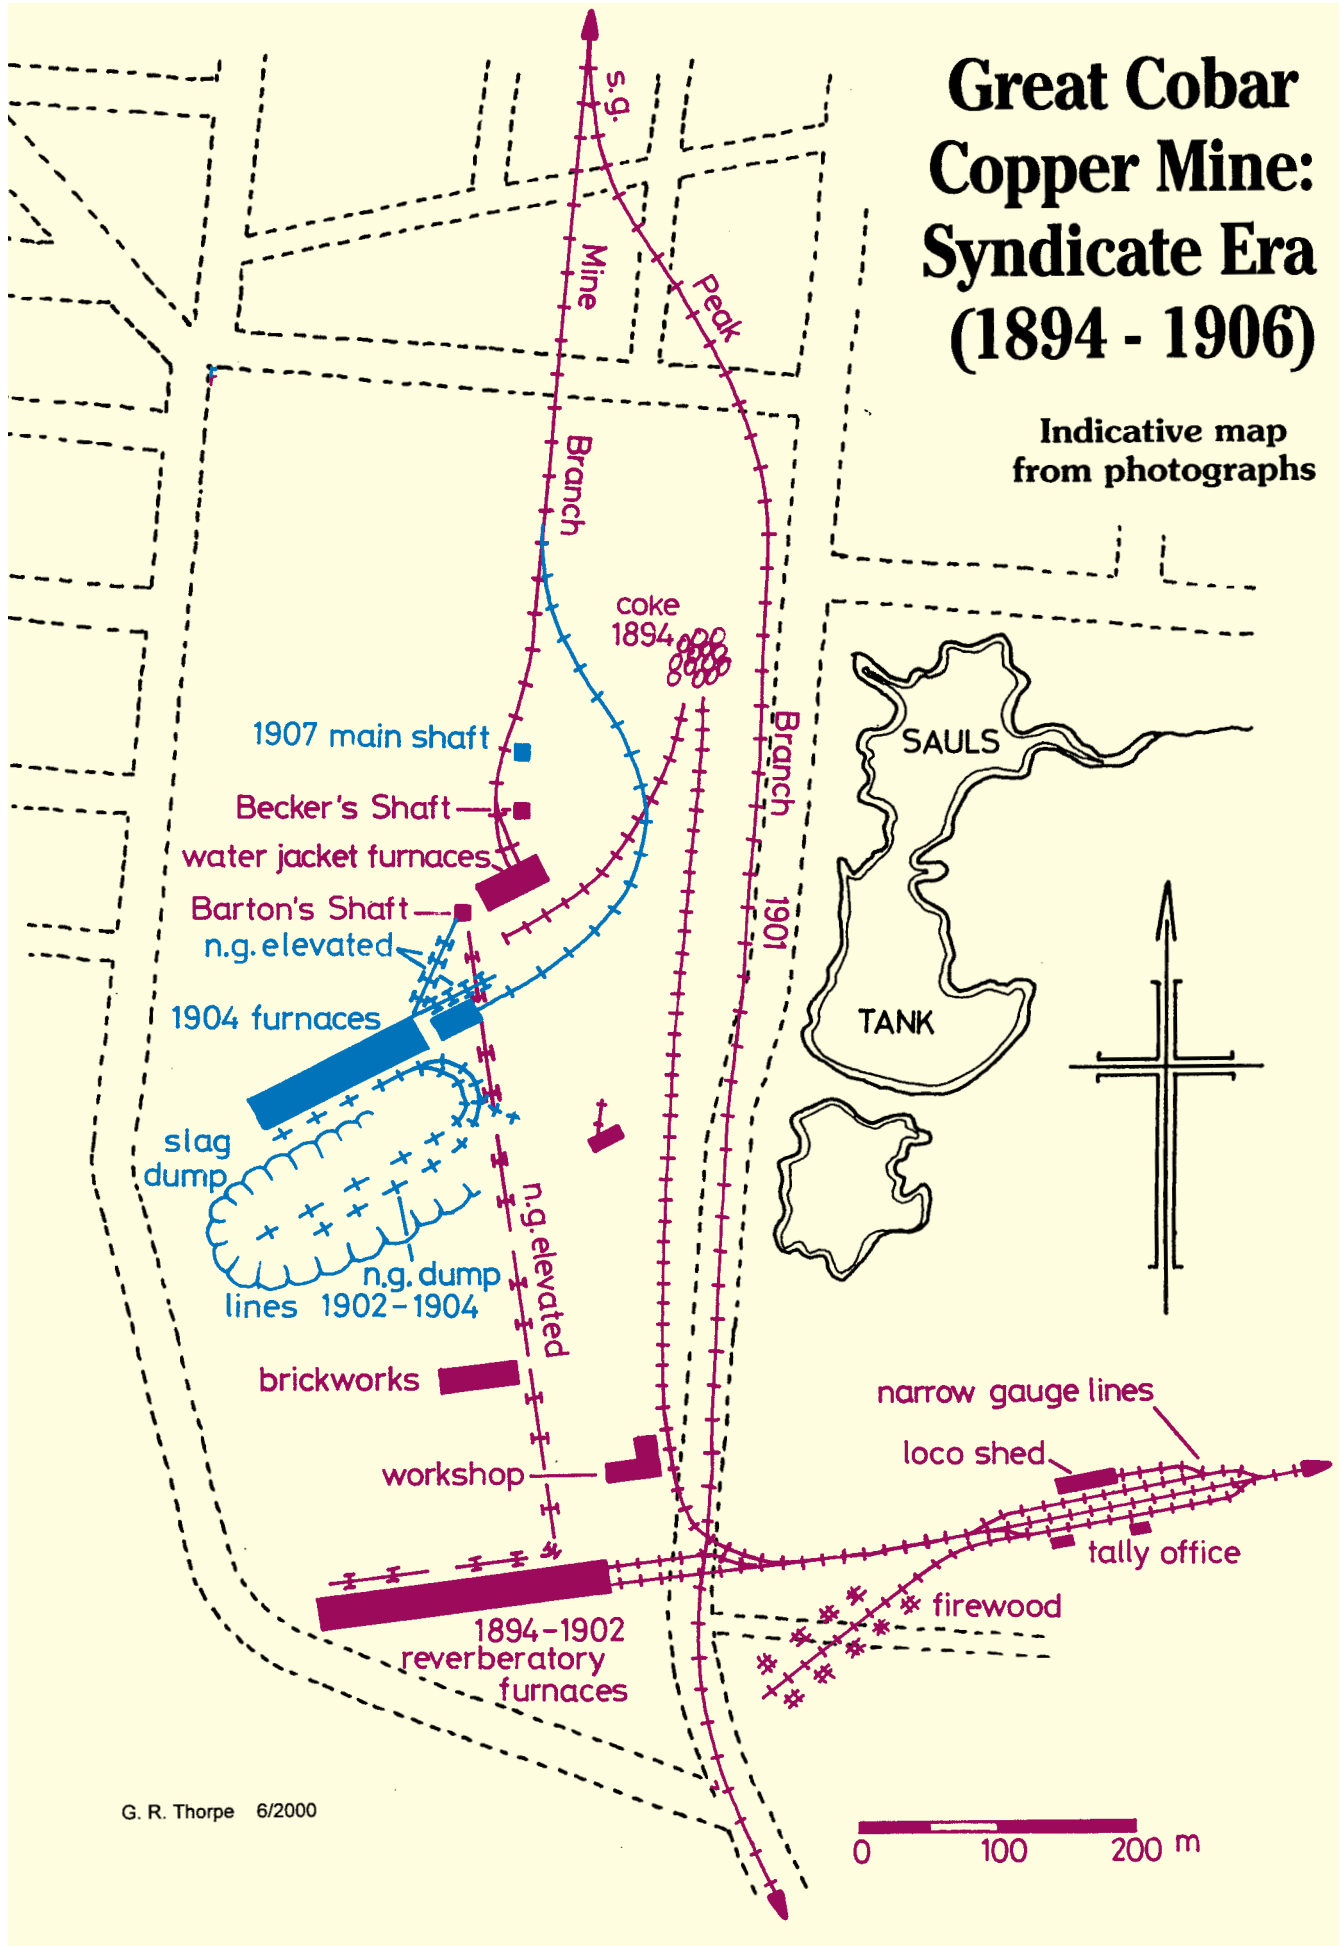 Great Cobar
Copper Mine:
Syndicate Era
(1894 - 1906)
Indicative map
from photographs
s.g.
Mine
Branch
Peak
Branch
1901
coke
1894
1907 main shaft
Becker's Shaft
water jacket furnaces
Barton's Shaft
n.g. elevated
1904 furnaces
SAULS
TANK
slag
dump
n.g. dump
lines 1902-1904
n.g. elevated
brickworks
workshop
narrow gauge lines
loco shed
tally office
firewood
1894-1902
reverberatory
furnaces
G. R. Thorpe 6/2000
0 100 200 m